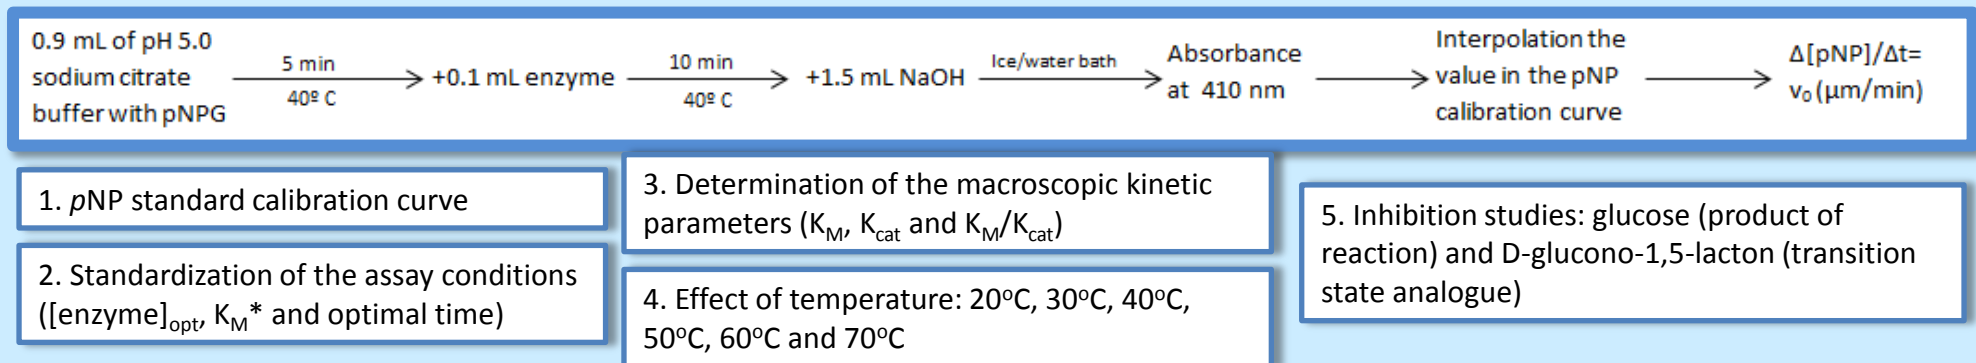 0.9 mL of pH 5.0
sodium citrate
buffer with pNPG
5 min
40º C
+0.1 mL enzyme
10 min
40º C
+1.5 mL NaOH
Ice/water bath
Absorbance
at 410 nm
Interpolation the
value in the pNP
calibration curve
Δ[pNP]/Δt=
v₀ (μm/min)
1. pNP standard calibration curve
2. Standardization of the assay conditions
([enzyme]opt, KM* and optimal time)
3. Determination of the macroscopic kinetic
parameters (KM, Kcat and KM/Kcat)
4. Effect of temperature: 20ºC, 30ºC, 40ºC,
50ºC, 60ºC and 70ºC
5. Inhibition studies: glucose (product of
reaction) and D-glucono-1,5-lacton (transition
state analogue)